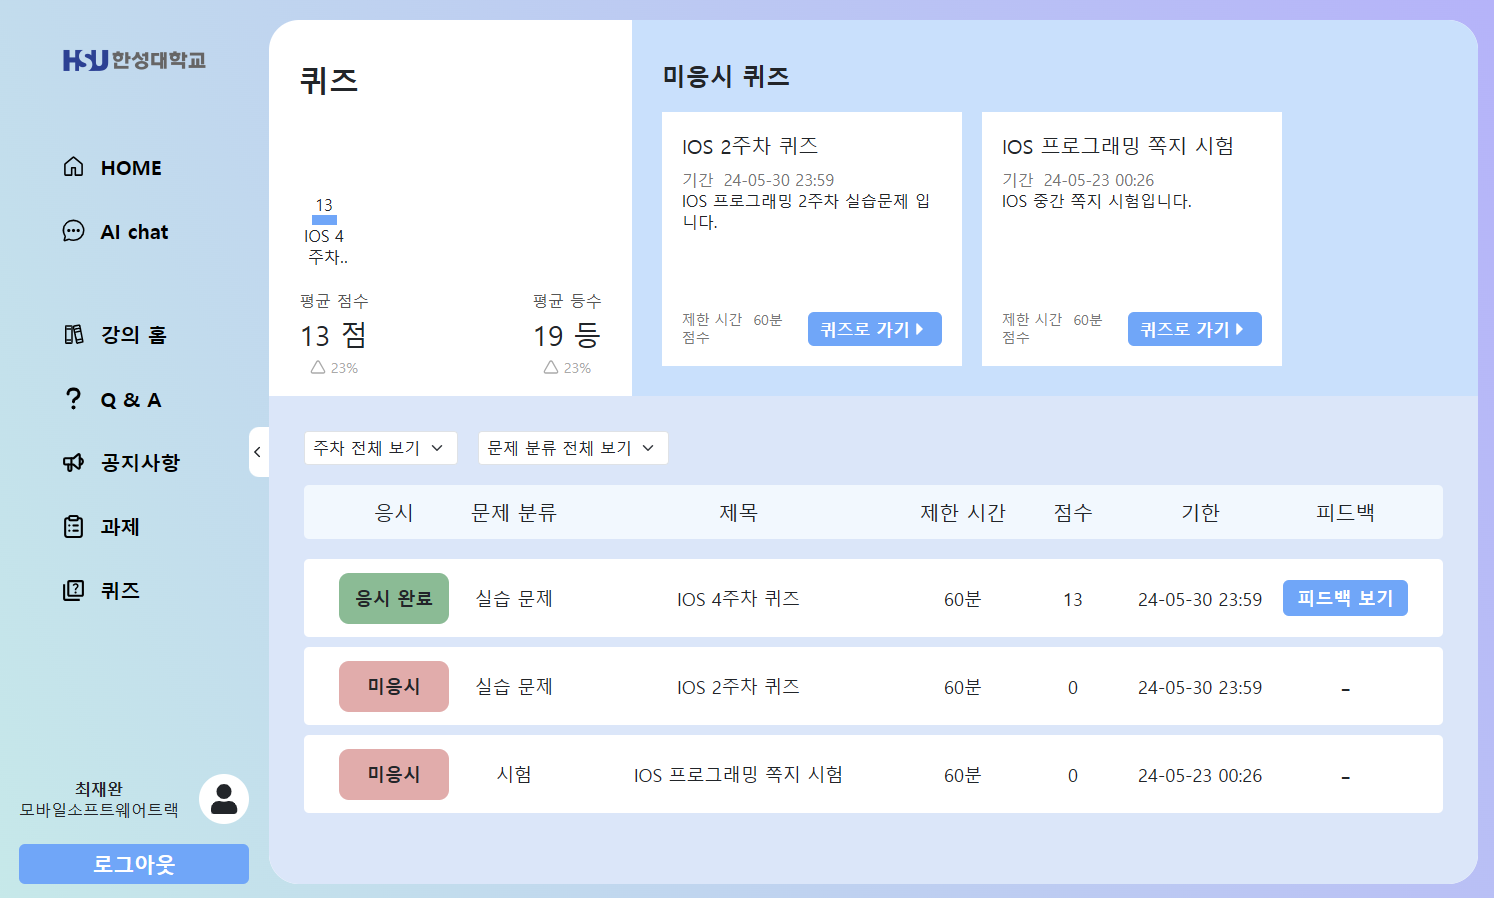 HSU 한성대학교
HOME
AI chat
강의 홈
Q & A
공지사항
과제
퀴즈
최재완
모바일소프트웨어트랙
로그아웃
퀴즈
13
IOS 4
주차..
평균 점수
13 점
23%
평균 등수
19 등
23%
미응시 퀴즈
IOS 2주차 퀴즈
기간 24-05-30 23:59
IOS 프로그래밍 2주차 실습문제 입
니다.
제한 시간 60분
점수
퀴즈로 가기
IOS 프로그래밍 쪽지 시험
기간 24-05-23 00:26
IOS 중간 쪽지 시험입니다.
제한 시간 60분
점수
퀴즈로 가기
주차 전체 보기
문제 분류 전체 보기
응시 문제 분류 제목 제한 시간 점수 기한 피드백
응시 완료 실습 문제 IOS 4주차 퀴즈 60분 13 24-05-30 23:59 피드백 보기
미응시 실습 문제 IOS 2주차 퀴즈 60분 0 24-05-30 23:59 -
미응시 시험 IOS 프로그래밍 쪽지 시험 60분 0 24-05-23 00:26 -